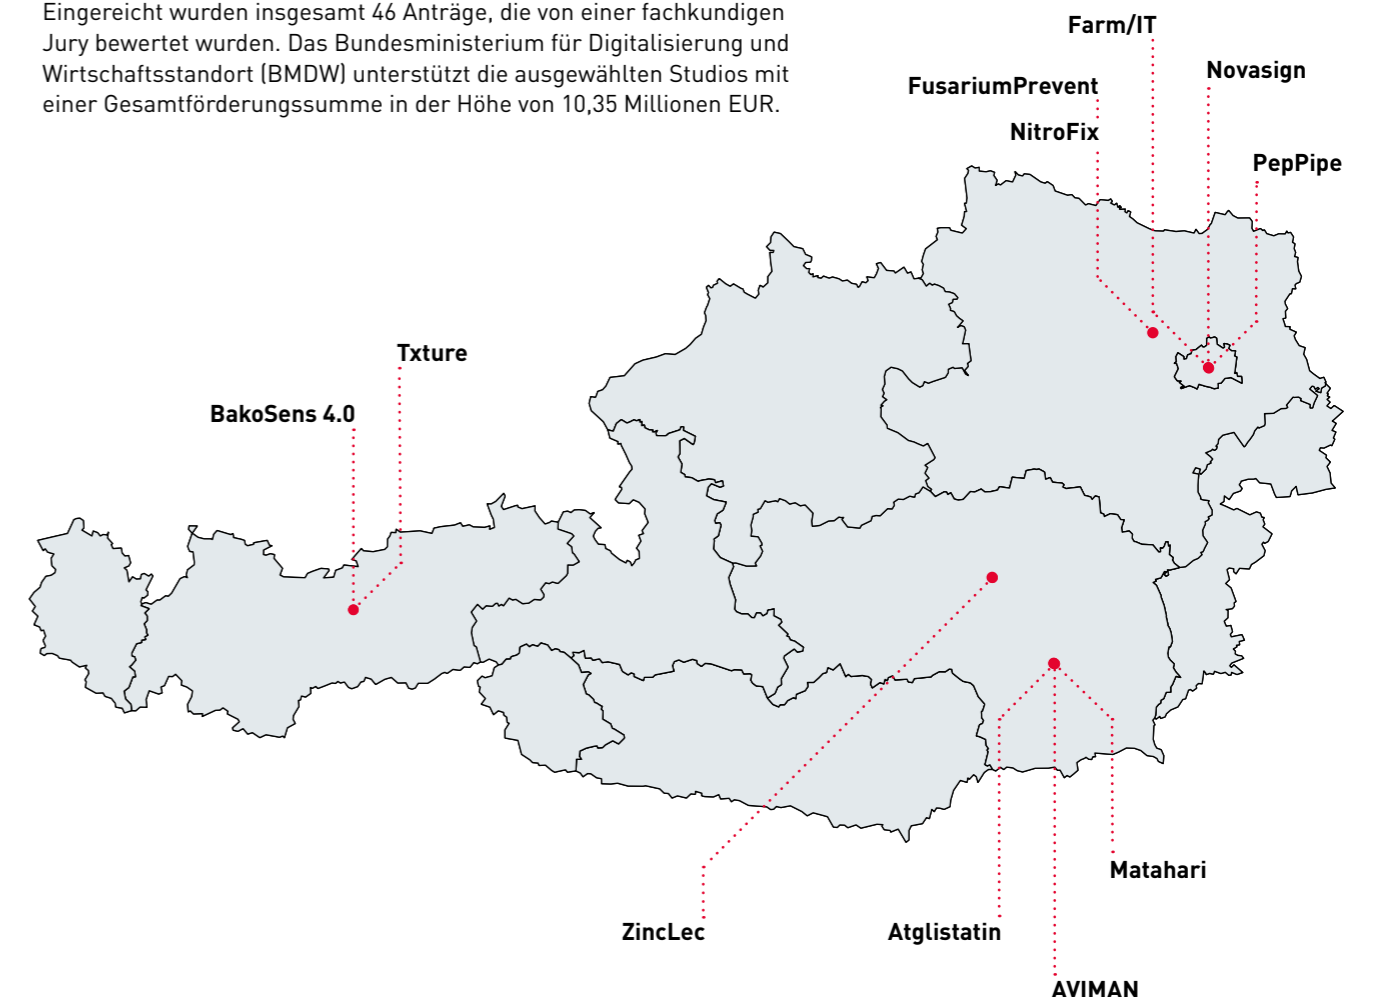 Eingereicht wurden insgesamt 46 Anträge, die von einer fachkundigen
Jury bewertet wurden. Das Bundesministerium für Digitalisierung und
Wirtschaftsstandort (BMDW) unterstützt die ausgewählten Studios mit
einer Gesamtförderungssumme in der Höhe von 10,35 Millionen EUR.
Farm/IT
Novasign
FusariumPrevent
NitroFix
PepPipe
Txture
BakoSens 4.0
Matahari
ZincLec
Atglistatin
AVIMAN